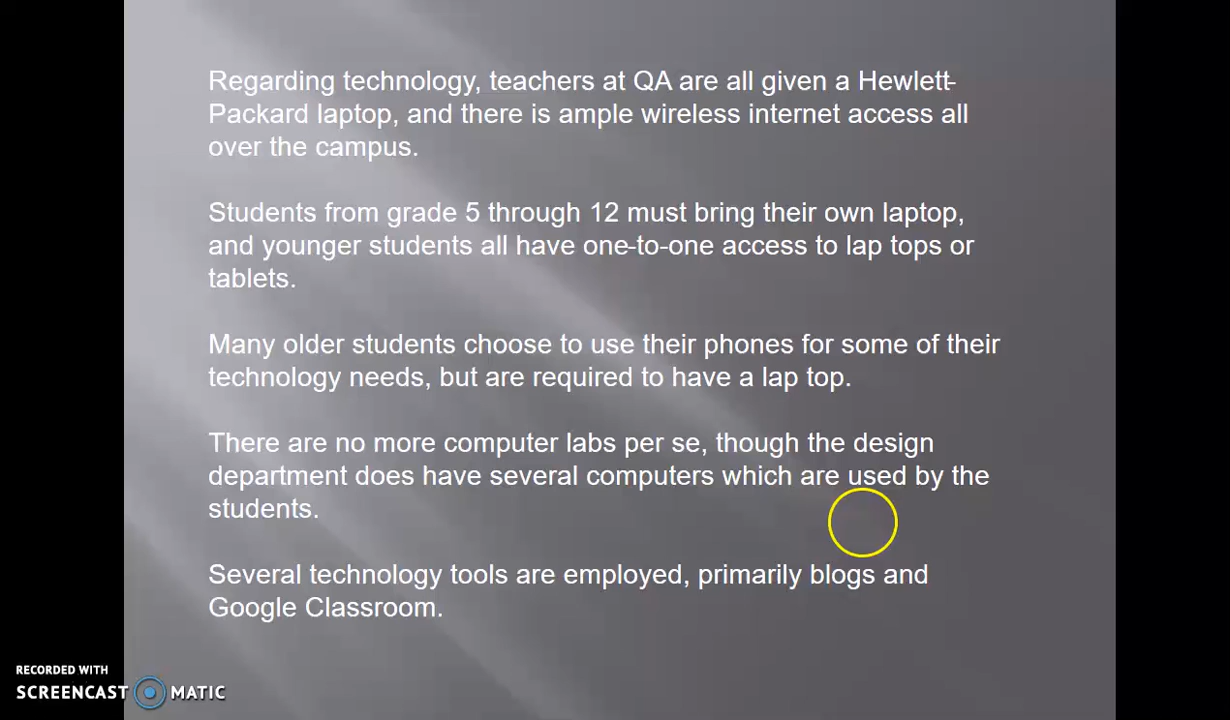 Regarding technology, teachers at QA are all given a Hewlett-
Packard laptop, and there is ample wireless internet access all
over the campus.
Students from grade 5 through 12 must bring their own laptop,
and younger students all have one-to-one access to lap tops or
tablets.
Many older students choose to use their phones for some of their
technology needs, but are required to have a lap top.
There are no more computer labs per se, though the design
department does have several computers which are used by the
students.
Several technology tools are employed, primarily blogs and
Google Classroom.
RECORDED WITH
SCREENCAST MATIC